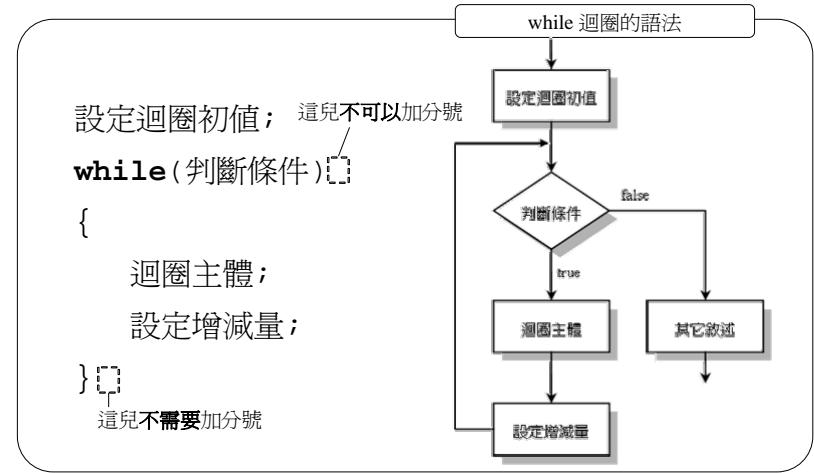 while 迴圈的語法
設定迴圈初值;
這兒不可以加分號
while(判斷條件)
{
迴圈主體;
設定增減量;
}
這兒不需要加分號
設定迴圈初值
判斷條件
false
true
迴圈主體
其它敘述
設定增減量